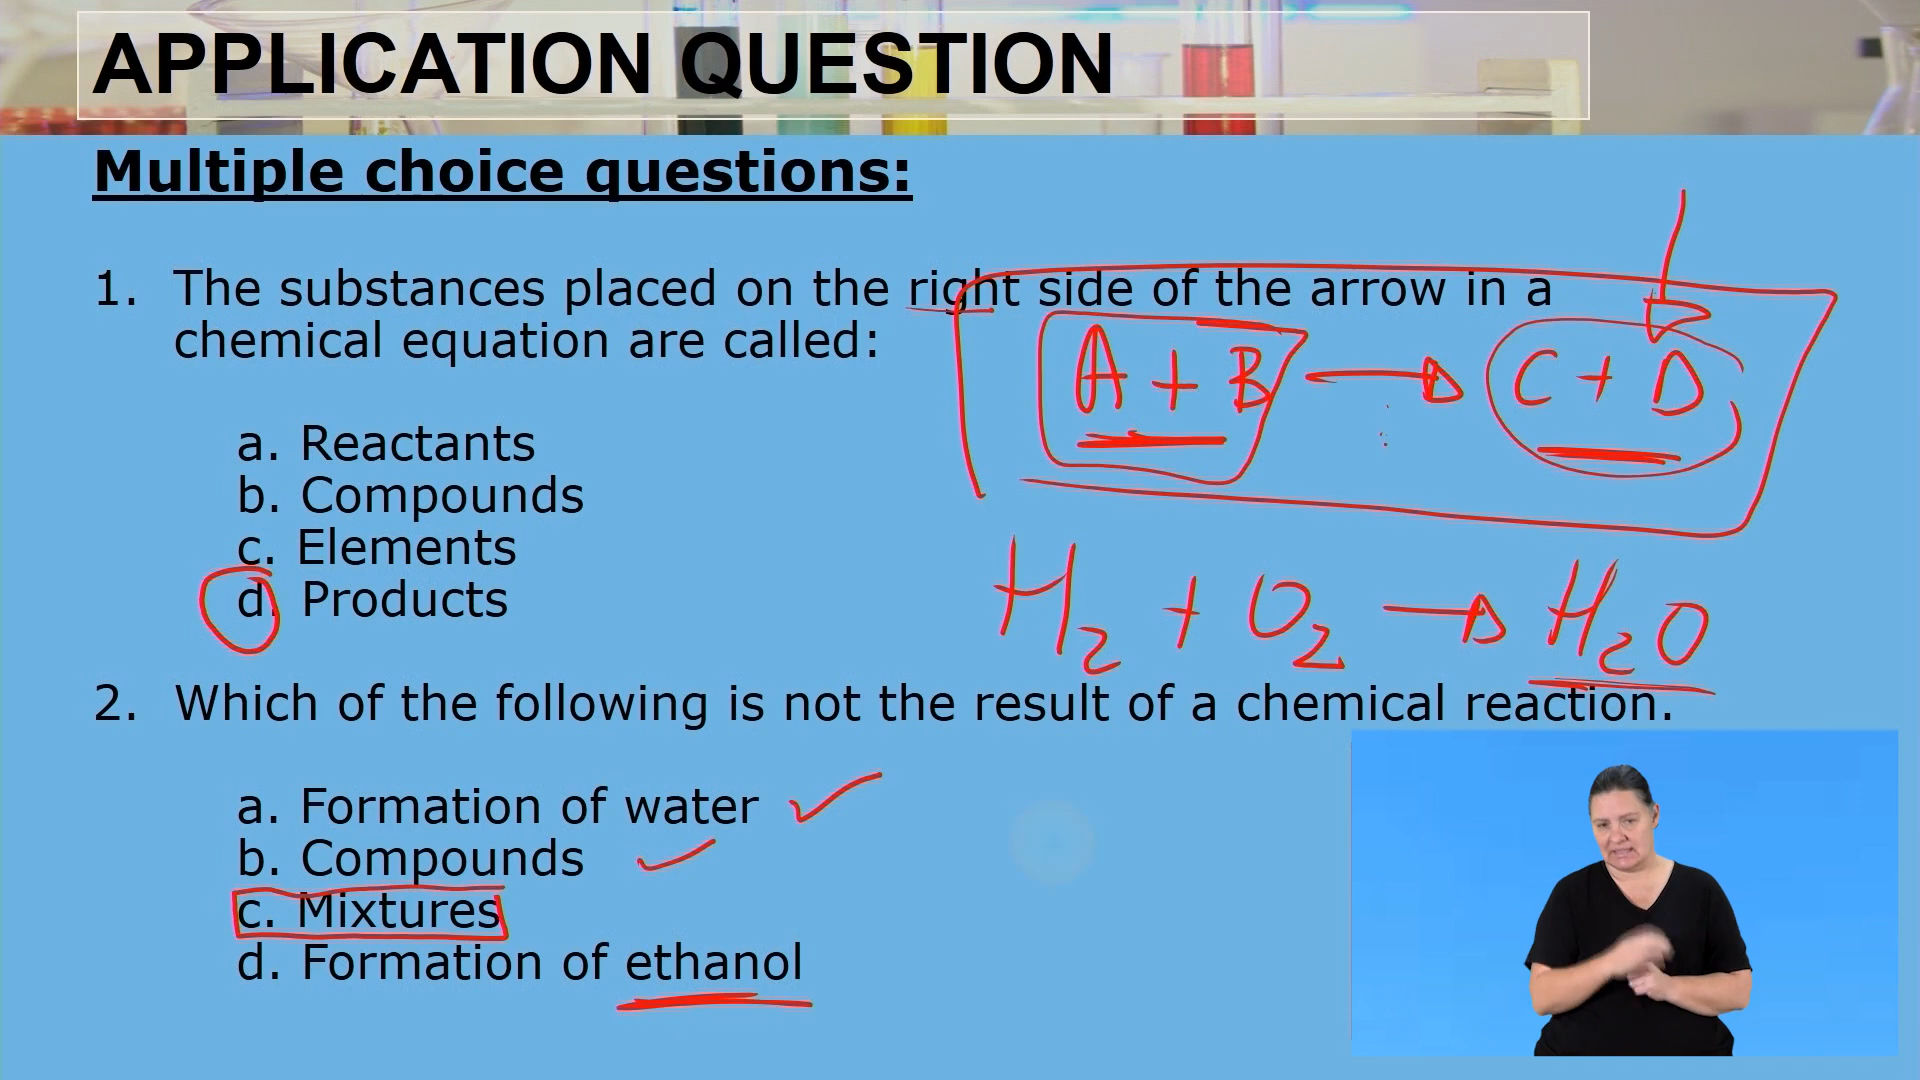 APPLICATION QUESTION
Multiple choice questions:
1. The substances placed on the right side of the arrow in a
chemical equation are called:
A + B → C + D
a. Reactants
b. Compounds
c. Elements
d. Products
H₂ + O₂ → H₂O
2. Which of the following is not the result of a chemical reaction.
a. Formation of water ✓
b. Compounds ✓
c. Mixtures
d. Formation of ethanol